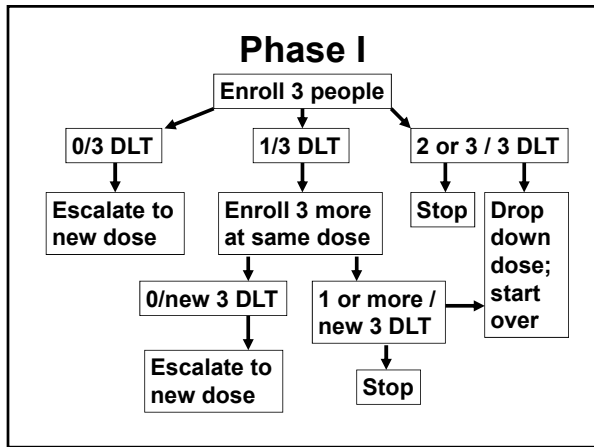 Phase I
Enroll 3 people
0/3 DLT
1/3 DLT
2 or 3 / 3 DLT
Escalate to
new dose
Enroll 3 more
at same dose
Stop
Drop
down
dose;
start
over
0/new 3 DLT
1 or more /
new 3 DLT
Escalate to
new dose
Stop